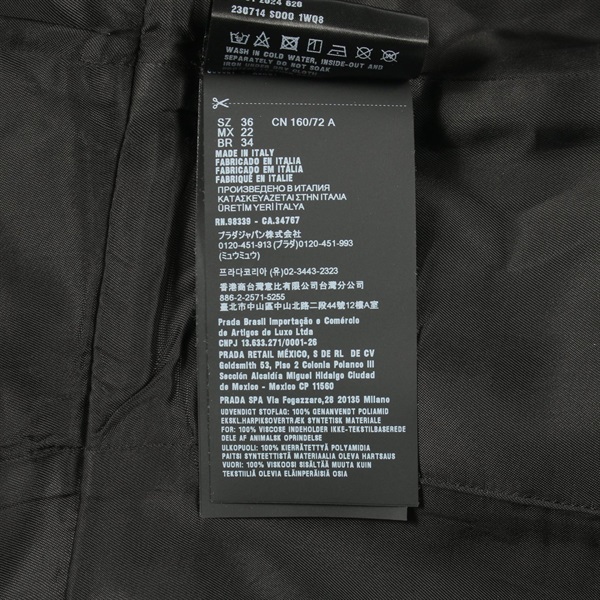 2024 626
230714 SOOO 1WQ8
WASH IN COLD WATER, INSIDE-OUT AND
SEPARATELY DO NOT SOAK
SZ 36 CN 160/72 A
MX 22
BR 34
MADE IN ITALY
FABRICADO EN ITALIA
FABRICADO EM ITALIA
FABRIQUÉ EN ITALIE
ПРОИЗВЕДЕНО В ИТАЛИЯ
ΚΑΤΑΣΚΕΥΑΖΕΤΑΙ ΣΤΗΝ ΙΤΑΛΙΑ
ÜRETİM YERİ İTALYA
RN.98339 - CA.34767
プラダジャパン株式会社
0120-451-913 (プラダ) 0120-451-993
(ミュウミュウ)
프라다코리아 (유) 02-3443-2323
香港商台灣意比有限公司台灣分公司
886-2-2571-5255
臺北市中山區中山北路二段44號12樓A室
Prada Brasil Importação e Comércio
de Artigos de Luxo Ltda
CNPJ 13.633.271/0001-26
PRADA RETAIL MÉXICO, S DE RL DE CV
Goldsmith 53, Piso 2 Colonia Polanco III
Sección Alcaldía Miguel Hidalgo Ciudad
de Mexico - Mexico CP 11560
PRADA SPA Via Fogazzaro,28 20135 Milano
UDVENDIGT STOFLAG: 100% GENANVENDT POLIAMID
EKSKL.HARPIKSOVERTRÆK SYNTETISK MATERIALE
FOR: 100% VISCOSE INDEHOLDER IKKE-TEKSTILBASEREDE
DELE AF ANIMALSK OPRINDELSE
ULKOPUOLI: 100% KIERRÄTETTYÄ POLYAMIDIA
PAITSI SYNTEETTISTÄ MATERIAALIA OLEVA HARTSAUS
VUORI: 100% VISKOOSI SISÄLTÄÄ MUUTA KUIN
TEKSTIILIÄ OLEVIA ELÄINPERÄISIÄ OSIA